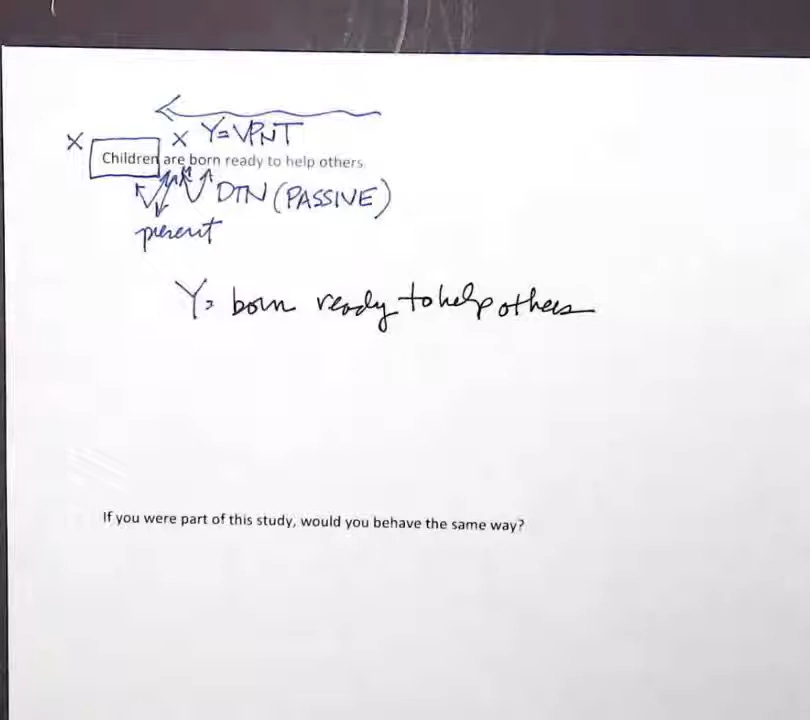 X X Y=VPNT
Children are born ready to help others.
DTN (PASSIVE)
present
Y= born ready to help others
If you were part of this study, would you behave the same way?